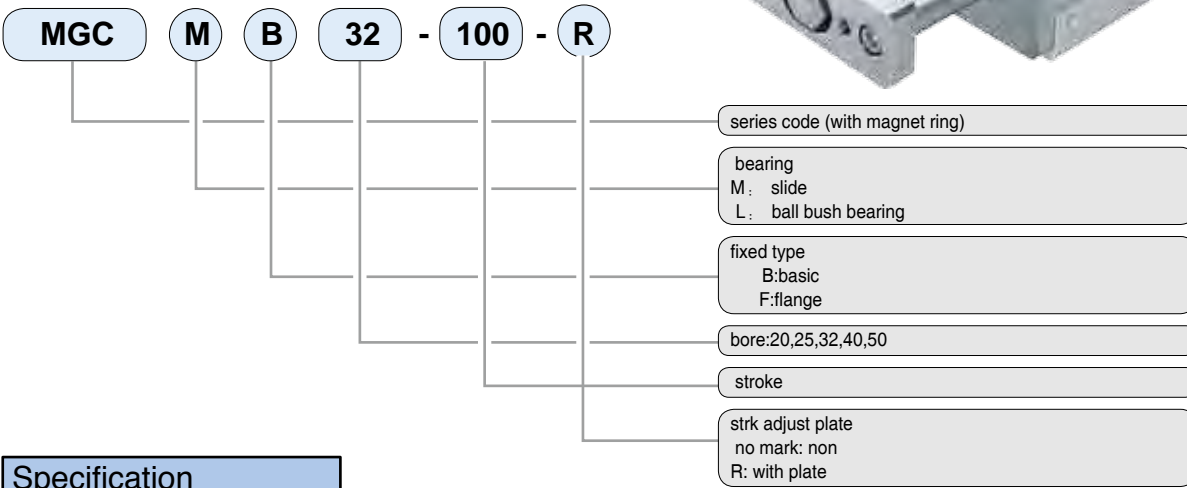 MGC M B 32 - 100 - R
series code (with magnet ring)
bearing
M： slide
L： ball bush bearing
fixed type
B:basic
F:flange
bore:20,25,32,40,50
stroke
strk adjust plate
no mark: non
R: with plate
Specification